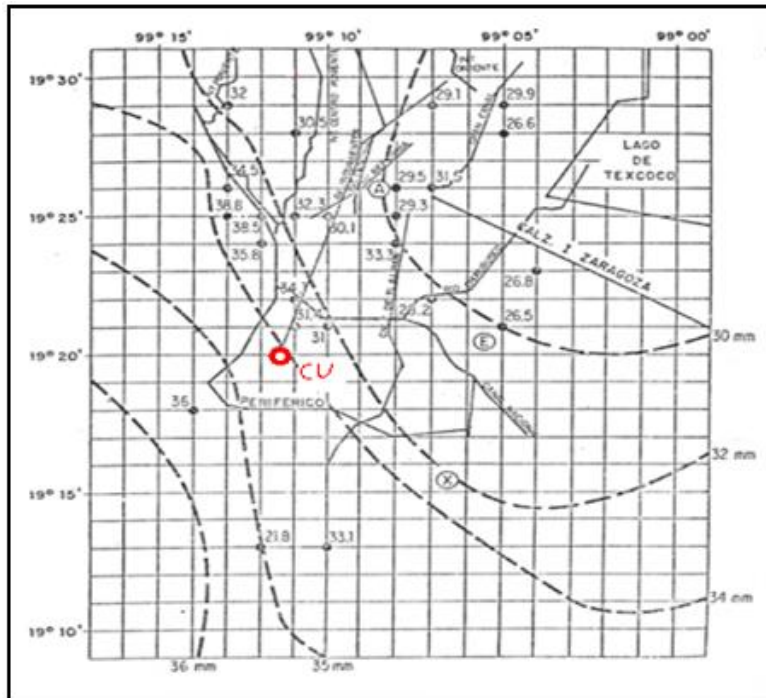 99° 15' 99° 10' 99° 05' 99° 00'
19° 30'
32 29.1 29.9
30.5 26.6
LAGO
DE
TEXCOCO
34.5 A 29.5 31.5
19° 25' 38.8 32.3 29.3
38.5 30.1 CALZ. I. ZARAGOZA
35.8 33.3
26.8
34.1 28.2
31.4 31 26.5
E 30 mm
19° 20'
CU
36 PERIFERICO
32 mm
19° 15' X
21.8 33.1
34 mm
19° 10'
36 mm 35 mm